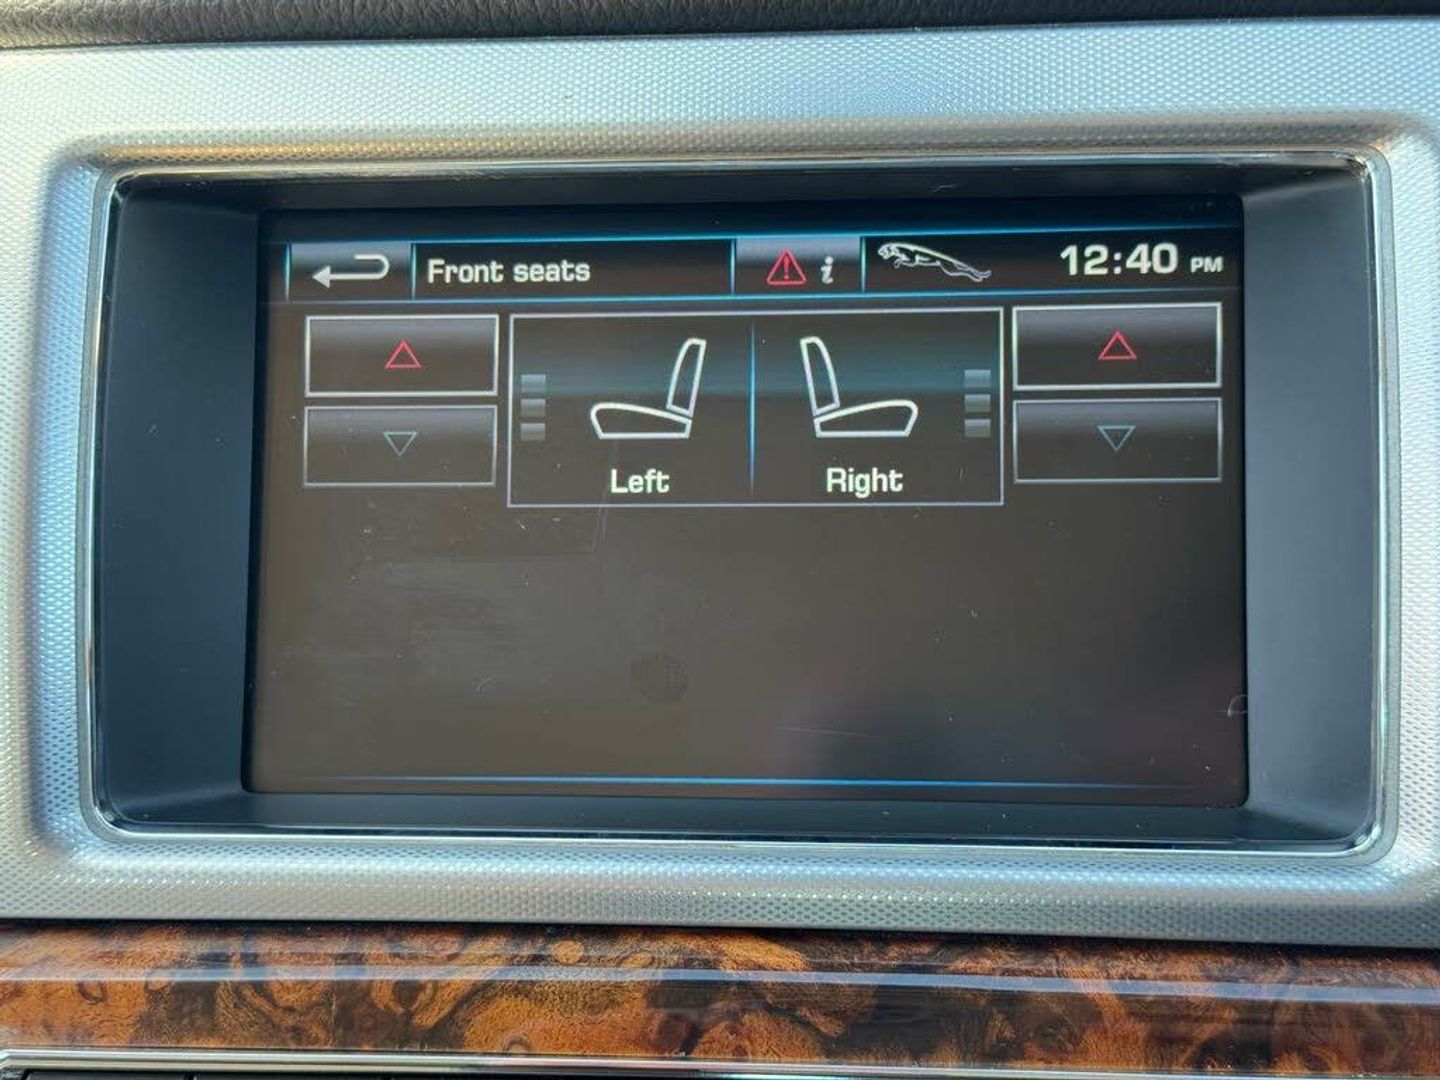 Front seats
i
12:40 PM
Left
Right